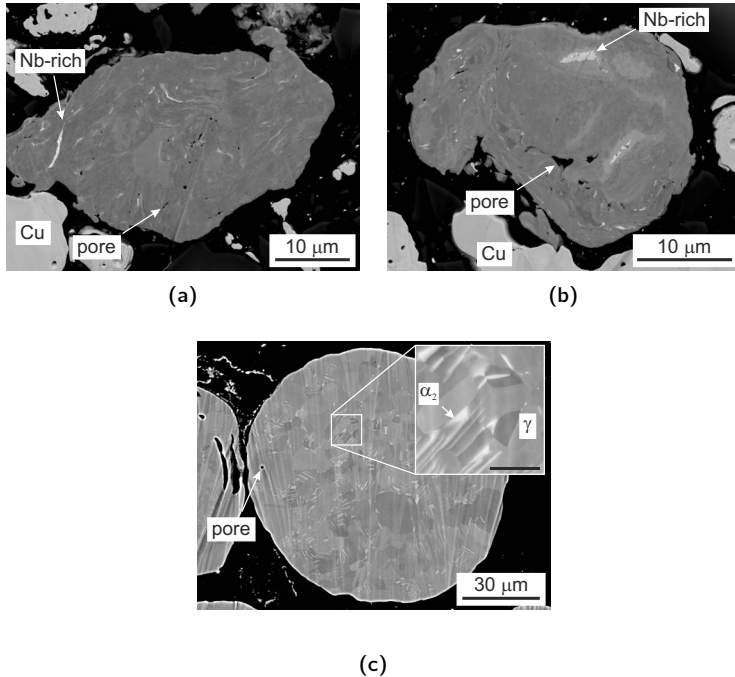 Nb-rich
Cu
pore
10 μm
(a)
Nb-rich
pore
Cu
10 μm
(b)
α₂
γ
pore
30 μm
(c)